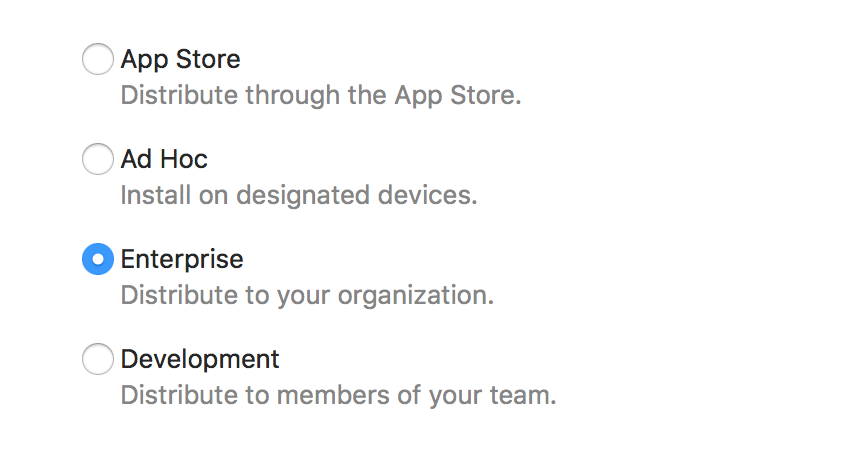 App Store
Distribute through the App Store.
Ad Hoc
Install on designated devices.
Enterprise
Distribute to your organization.
Development
Distribute to members of your team.